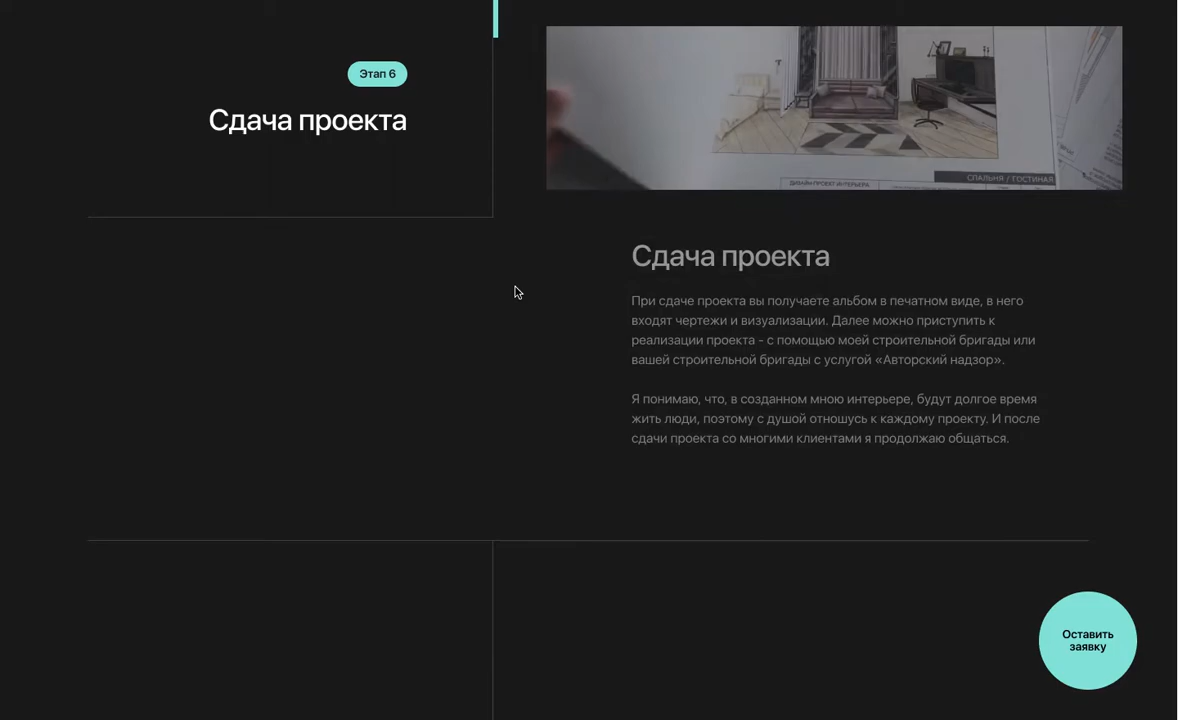 Этап 6
Сдача проекта
СПАЛЬНЯ / ГОСТИНАЯ
ДИЗАЙН ПРОЕКТ ИНТЕРЬЕРА
Сдача проекта
При сдаче проекта вы получаете альбом в печатном виде, в него
входят чертежи и визуализации. Далее можно приступить к
реализации проекта - с помощью моей строительной бригады или
вашей строительной бригады с услугой «Авторский надзор».
Я понимаю, что, в созданном мною интерьере, будут долгое время
жить люди, поэтому с душой отношусь к каждому проекту. И после
сдачи проекта со многими клиентами я продолжаю общаться.
Оставить
заявку